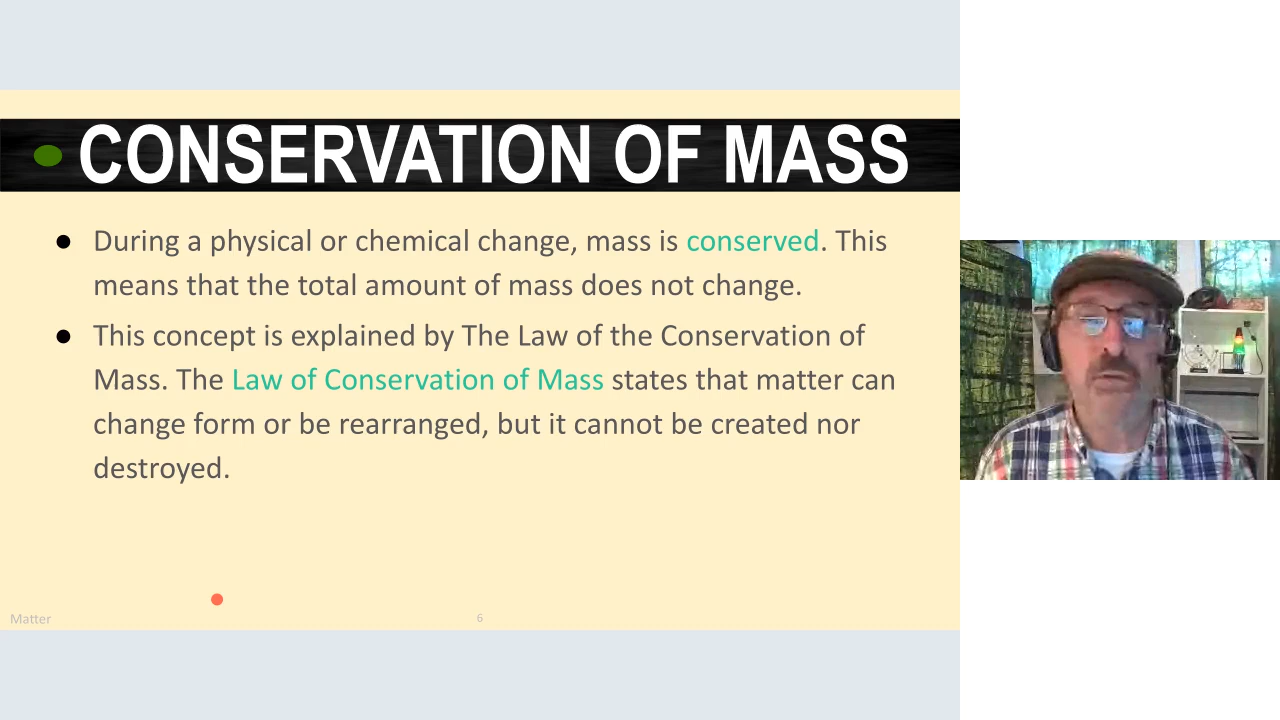 CONSERVATION OF MASS
● During a physical or chemical change, mass is conserved. This
means that the total amount of mass does not change.
● This concept is explained by The Law of the Conservation of
Mass. The Law of Conservation of Mass states that matter can
change form or be rearranged, but it cannot be created nor
destroyed.
Matter
6